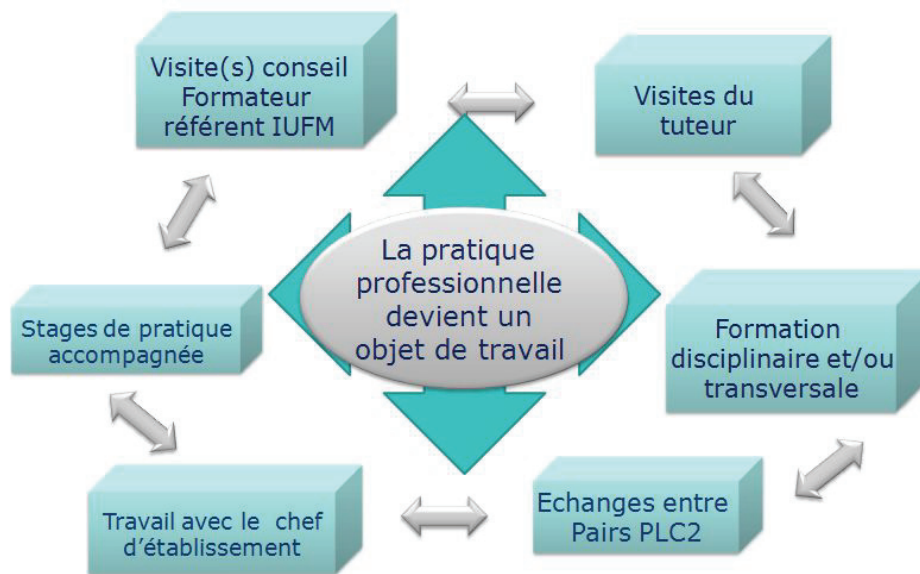 Visite(s) conseil
Formateur
référent IUFM
Visites du
tuteur
La pratique
professionnelle
devient un
objet de travail
Stages de pratique
accompagnée
Formation
disciplinaire et/ou
transversale
Travail avec le chef
d'établissement
Echanges entre
Pairs PLC2